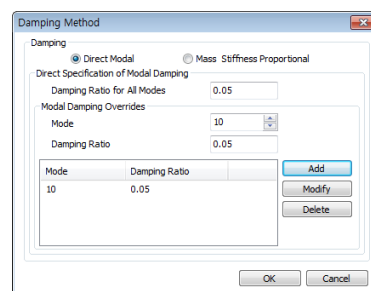 Damping Method
Damping
Direct Modal Mass Stiffness Proportional
Direct Specification of Modal Damping
Damping Ratio for All Modes 0.05
Modal Damping Overrides
Mode 10
Damping Ratio 0.05
Mode Damping Ratio Add
10 0.05 Modify
Delete
OK Cancel